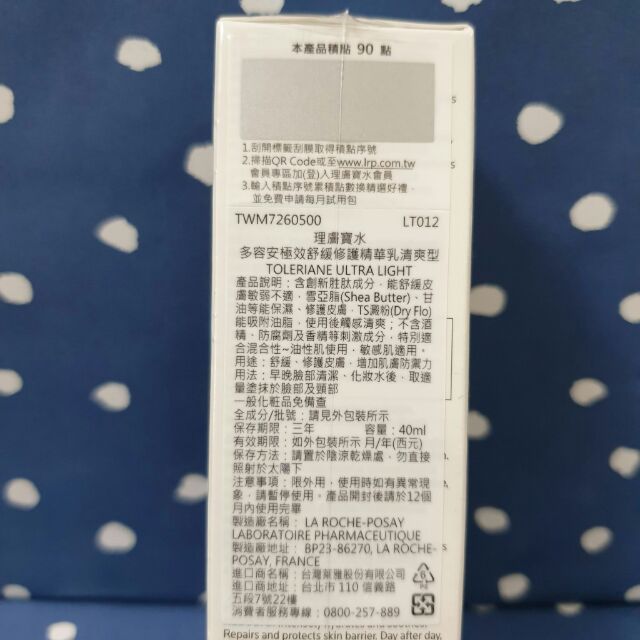 本產品積點 90 點
1.刮開標籤刮膜取得積點序號
2.掃描QR Code或至www.lrp.com.tw
會員專區加(登)入理膚寶水會員
3.輸入積點序號累積點數換精選好禮，
並免費申請每月試用包
TWM7260500 LT012
理膚寶水
多容安極效舒緩修護精華乳清爽型
TOLERIANE ULTRA LIGHT
產品說明：含創新胜肽成分，能舒緩皮
膚敏弱不適，雪亞脂(Shea Butter)、甘
油等能保濕、修護皮膚，TS澱粉(Dry Flo)
能吸附油脂，使用後觸感清爽；不含酒
精、防腐劑及香精等刺激成分，特別適
合混合性~油性肌使用，敏感肌適用。
用途：舒緩、修護皮膚，增加肌膚防禦力
用法：早晚臉部清潔、化妝水後，取適
量塗抹於臉部及頸部
一般化粧品免備查
全成分/批號：請見外包裝所示
保存期限：三年 容量：40ml
有效期限：如外包裝所示 月/年(西元)
保存方法：請置於陰涼乾燥處、勿直接
照射於太陽下
注意事項：限外用，使用時如有異常現
象，請暫停使用。產品開封後請於12個
月內使用完畢
製造廠名稱： LA ROCHE-POSAY
LABORATOIRE PHARMACEUTIQUE
製造廠地址： BP23-86270, LA ROCHE-
POSAY, FRANCE
進口商名稱：台灣萊雅股份有限公司
進口商地址：台北市 110 信義路
五段7號22樓
消費者服務專線：0800-257-889
Repairs and protects skin barrier. Day after day,